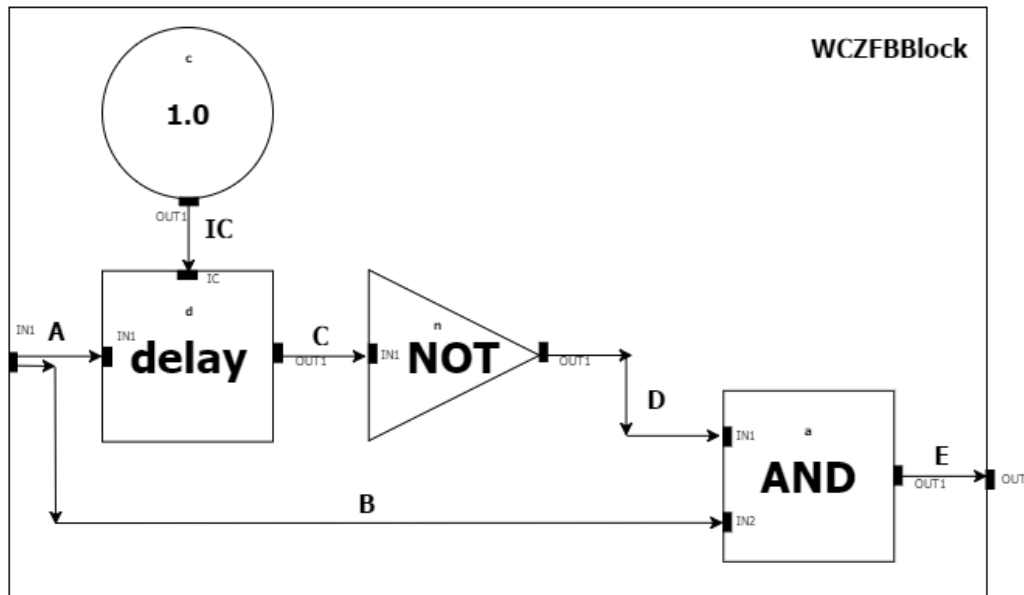 WCZFBBlock
c
1.0
OUT1
IC
IC
d
IN1
A
IN1
delay
C
OUT1
n
IN1
NOT
OUT1
D
IN1
a
AND
E
OUT1
OUT
B
IN2